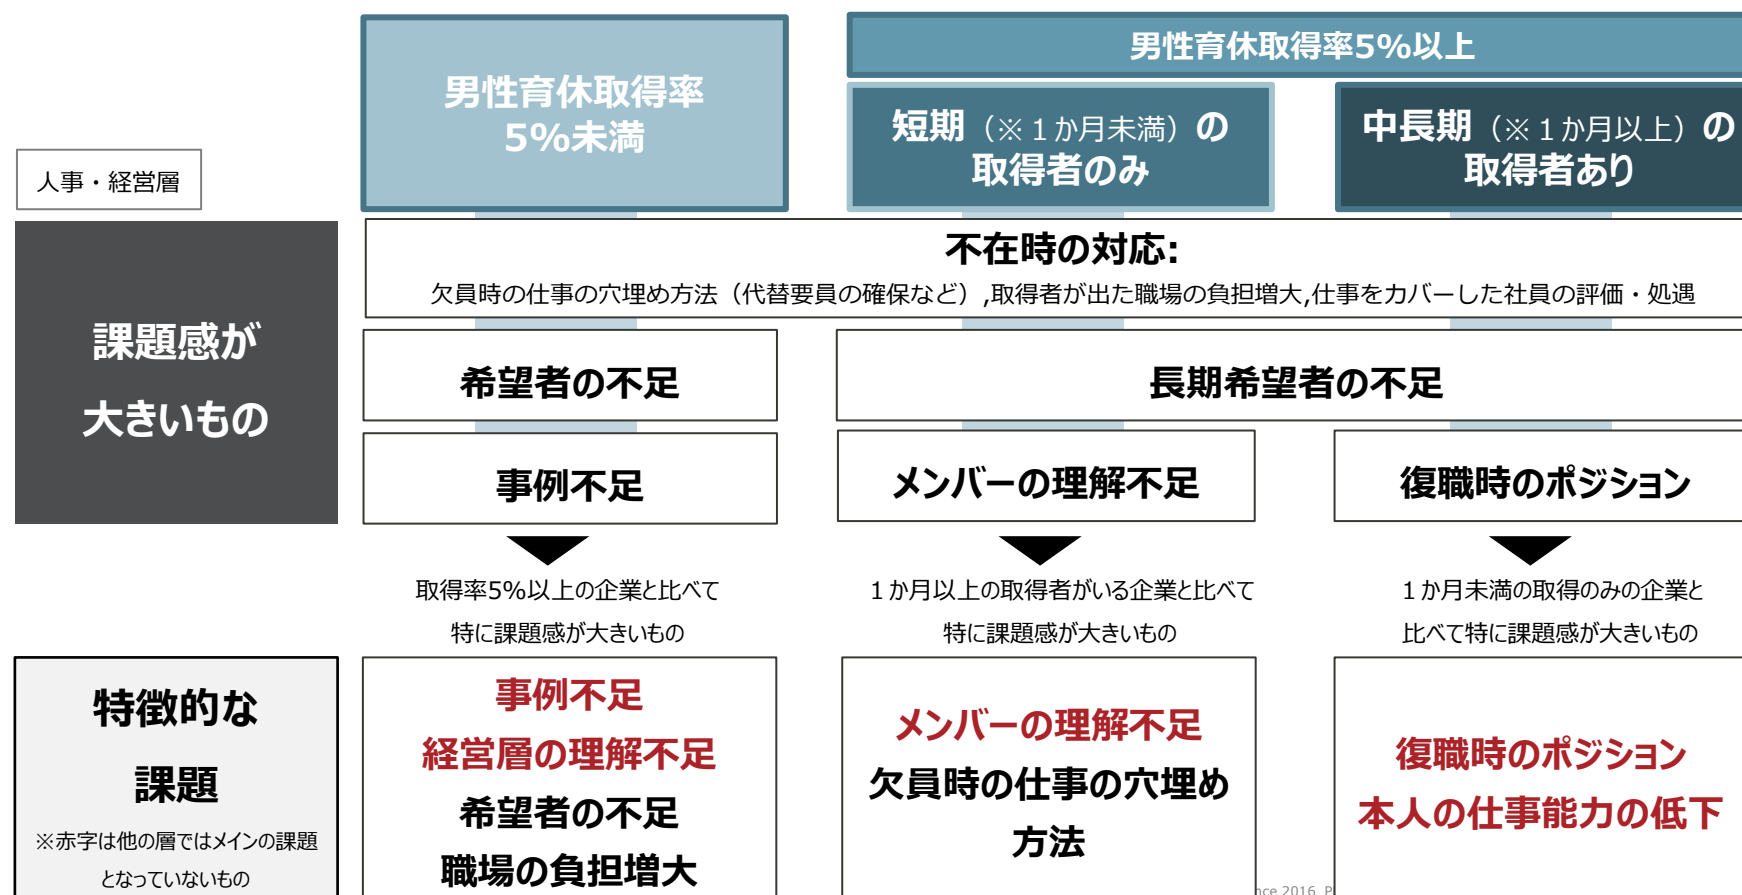 男性育休取得率
5%未満
男性育休取得率5%以上
短期（※１か月未満）の
取得者のみ
中長期（※１か月以上）の
取得者あり
人事・経営層
課題感が
大きいもの
不在時の対応:
欠員時の仕事の穴埋め方法（代替要員の確保など）,取得者が出た職場の負担増大,仕事をカバーした社員の評価・処遇
希望者の不足
長期希望者の不足
事例不足
メンバーの理解不足
復職時のポジション
取得率5%以上の企業と比べて
特に課題感が大きいもの
１か月以上の取得者がいる企業と比べて
特に課題感が大きいもの
１か月未満の取得のみの企業と
比べて特に課題感が大きいもの
特徴的な
課題
※赤字は他の層ではメインの課題
となっていないもの
事例不足
経営層の理解不足
希望者の不足
職場の負担増大
メンバーの理解不足
欠員時の仕事の穴埋め
方法
復職時のポジション
本人の仕事能力の低下
2016